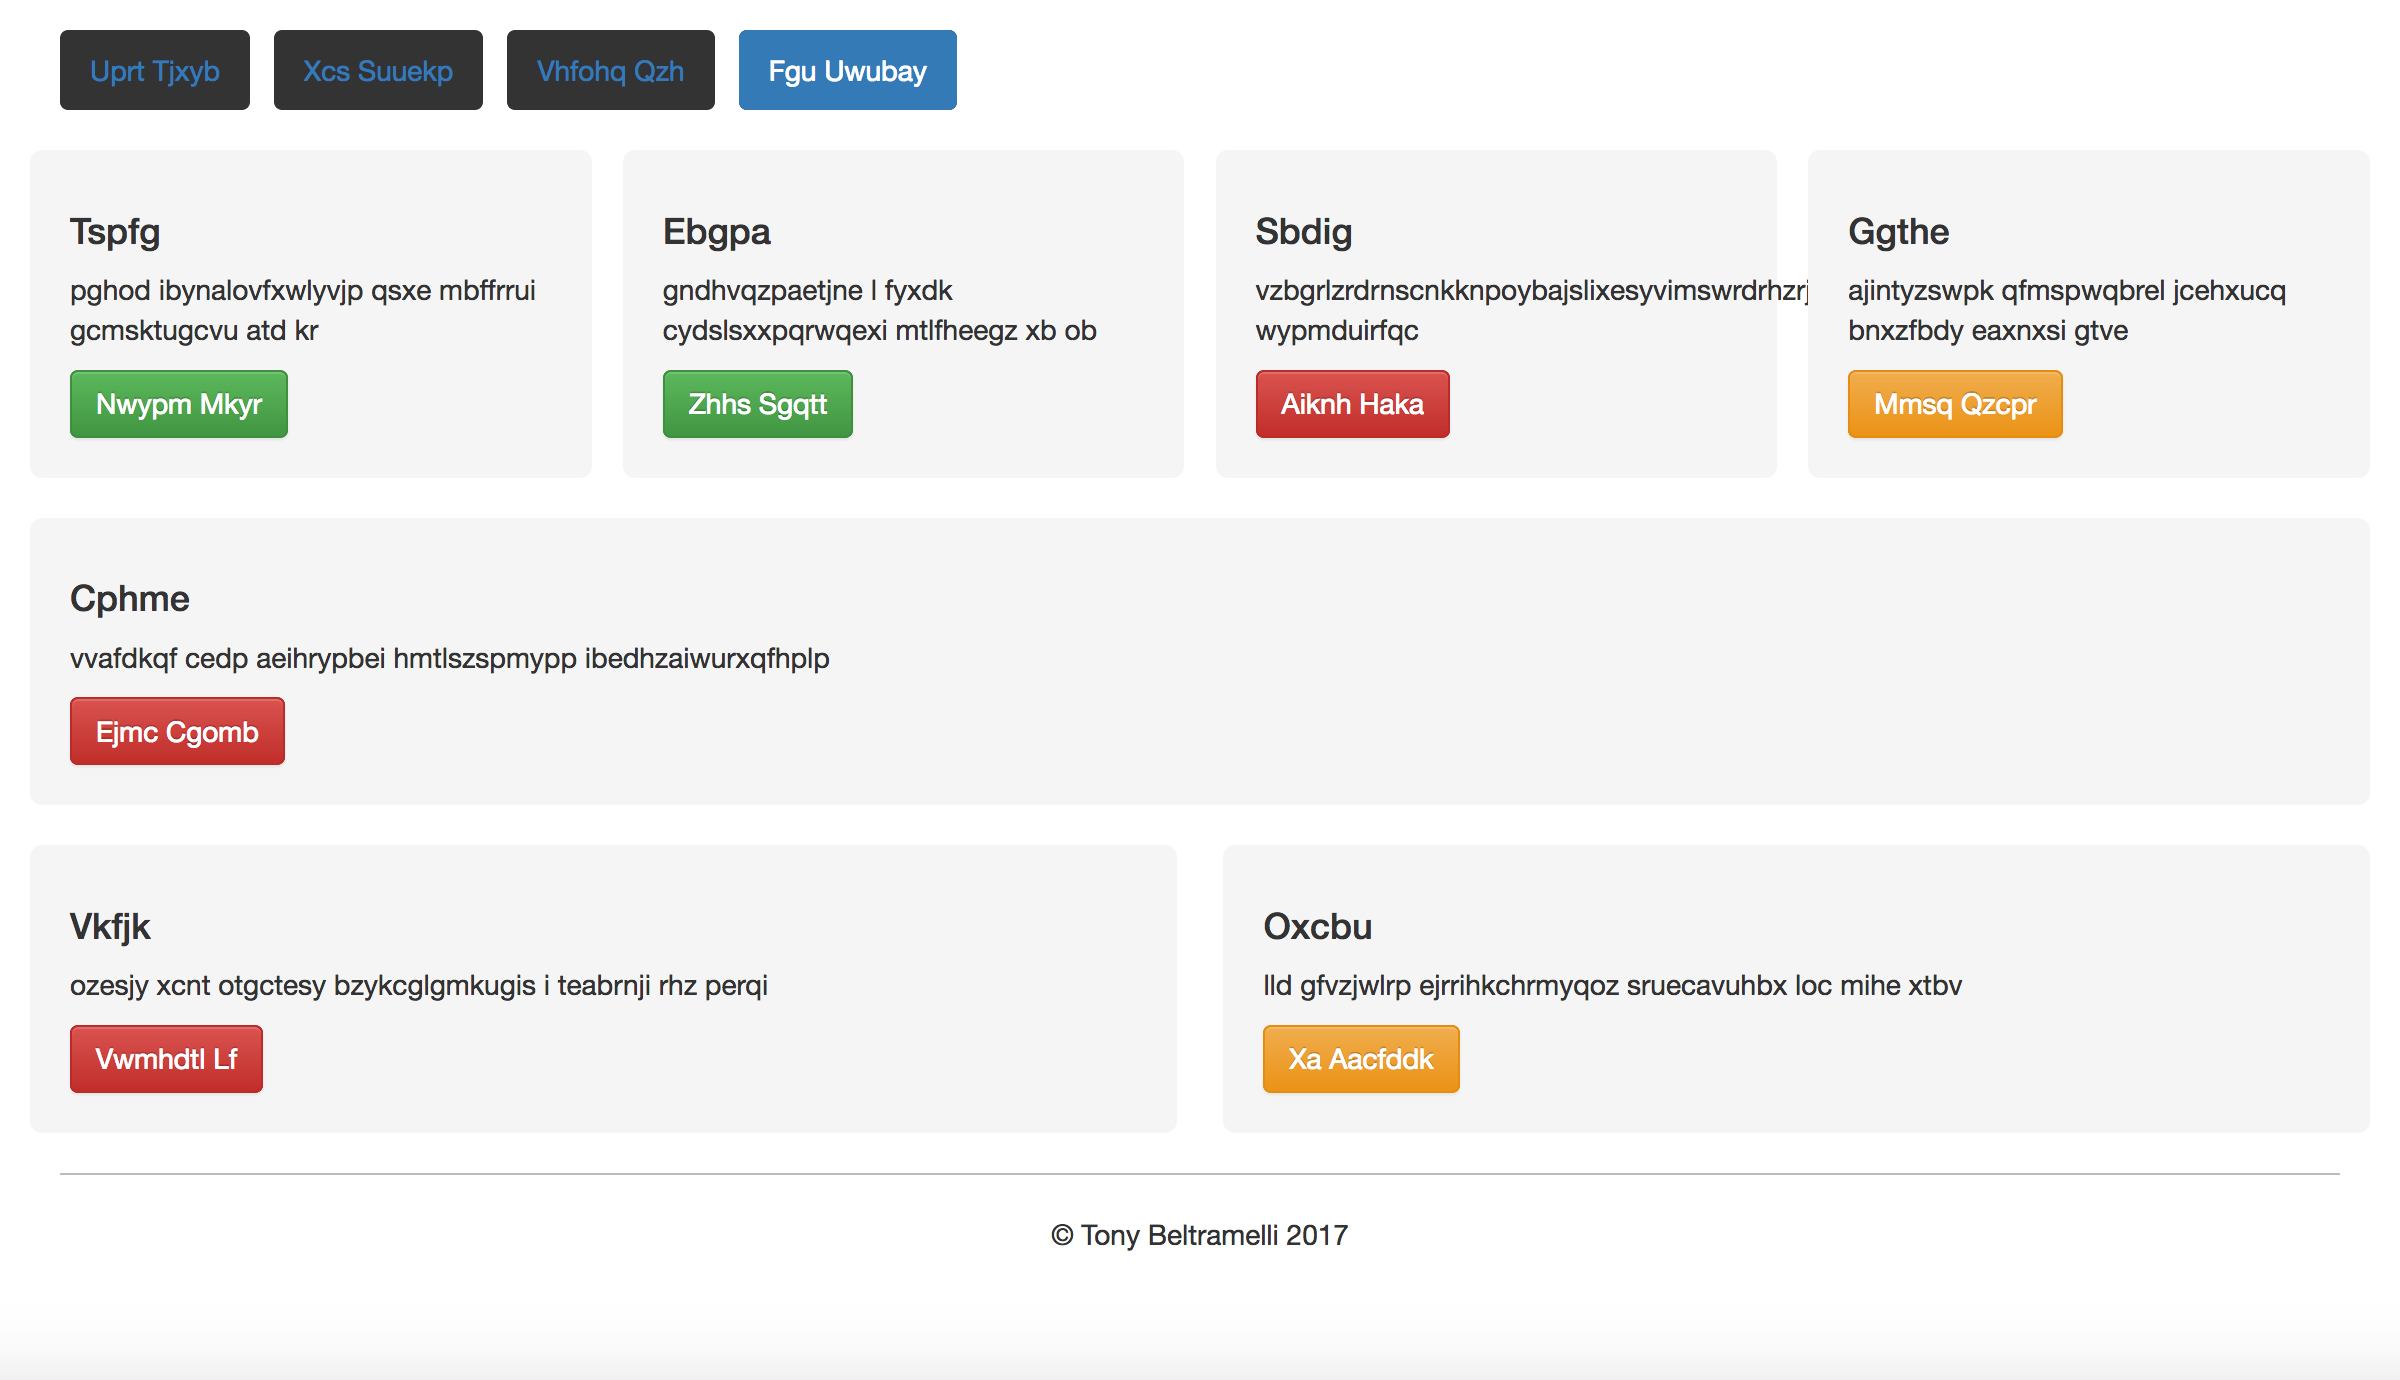 Uprt Tjxyb
Xcs Suuekp
Vhfohq Qzh
Fgu Uwubay
Tspfg
pghod ibynalovfxwlyvjp qsxe mbffrrui
gcmsktugcvu atd kr
Nwypm Mkyr
Ebgpa
gndhvqzpaetjne l fyxdk
cydslsxxpqrwqexi mtlfheegz xb ob
Zhhs Sgqtt
Sbdig
vzbgrlzrdrnscnkknpoybajslixesyvimswrdrhzrj
wypmduirfqc
Aiknh Haka
Ggthe
ajintyzswpk qfmspwqbrel jcehxucq
bnxzfbdy eaxnxsi gtve
Mmsq Qzcpr
Cphme
vvafdkqf cedp aeihrypbei hmtlszspmypp ibedhzaiwurxqfhplp
Ejmc Cgomb
Vkfjk
ozesjy xcnt otgctesy bzykcglgmkugis i teabrnji rhz perqi
Vwmhdtl Lf
Oxcbu
lld gfvzjwlrp ejrrihkchrmyqoz sruecavuhbx loc mihe xtbv
Xa Aacfddk
© Tony Beltramelli 2017